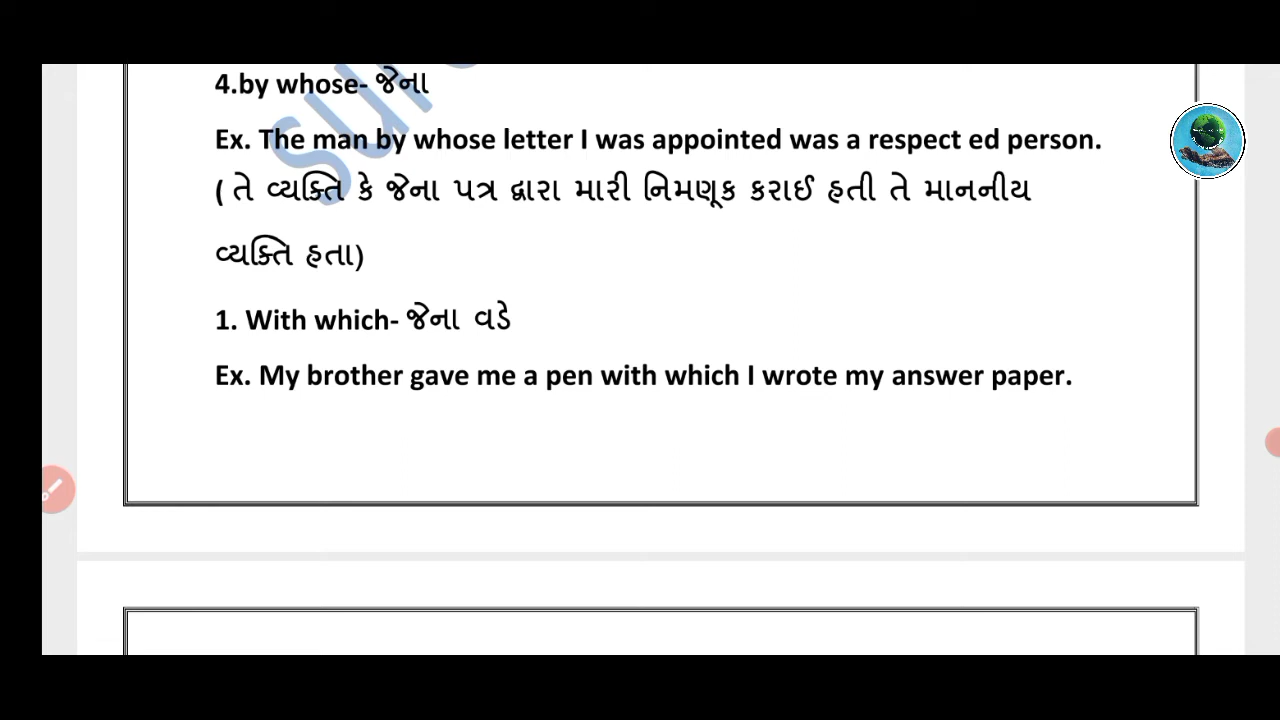 4.by whose- જેના
Ex. The man by whose letter I was appointed was a respect ed person.
( તે વ્યક્તિ કે જેના પત્ર દ્વારા મારી નિમણૂક કરાઈ હતી તે માનનીય
વ્યક્તિ હતા)
1. With which- જેના વડે
Ex. My brother gave me a pen with which I wrote my answer paper.